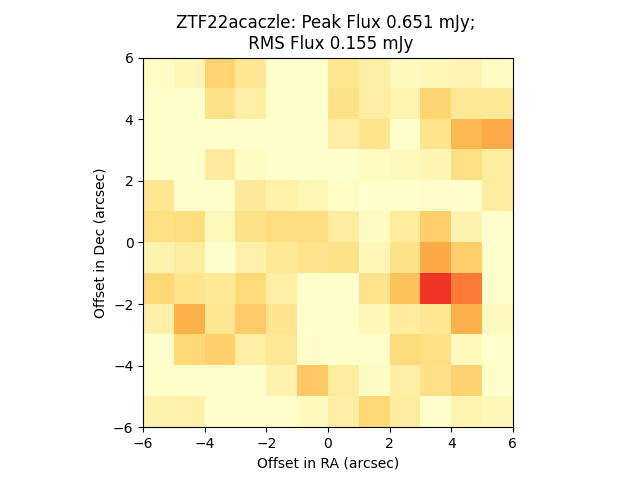 ZTF22acaczle: Peak Flux 0.651 mJy;
RMS Flux 0.155 mJy
6
4
2
0
−2
−4
−6
Offset in Dec (arcsec)
−6 −4 −2 0 2 4 6
Offset in RA (arcsec)